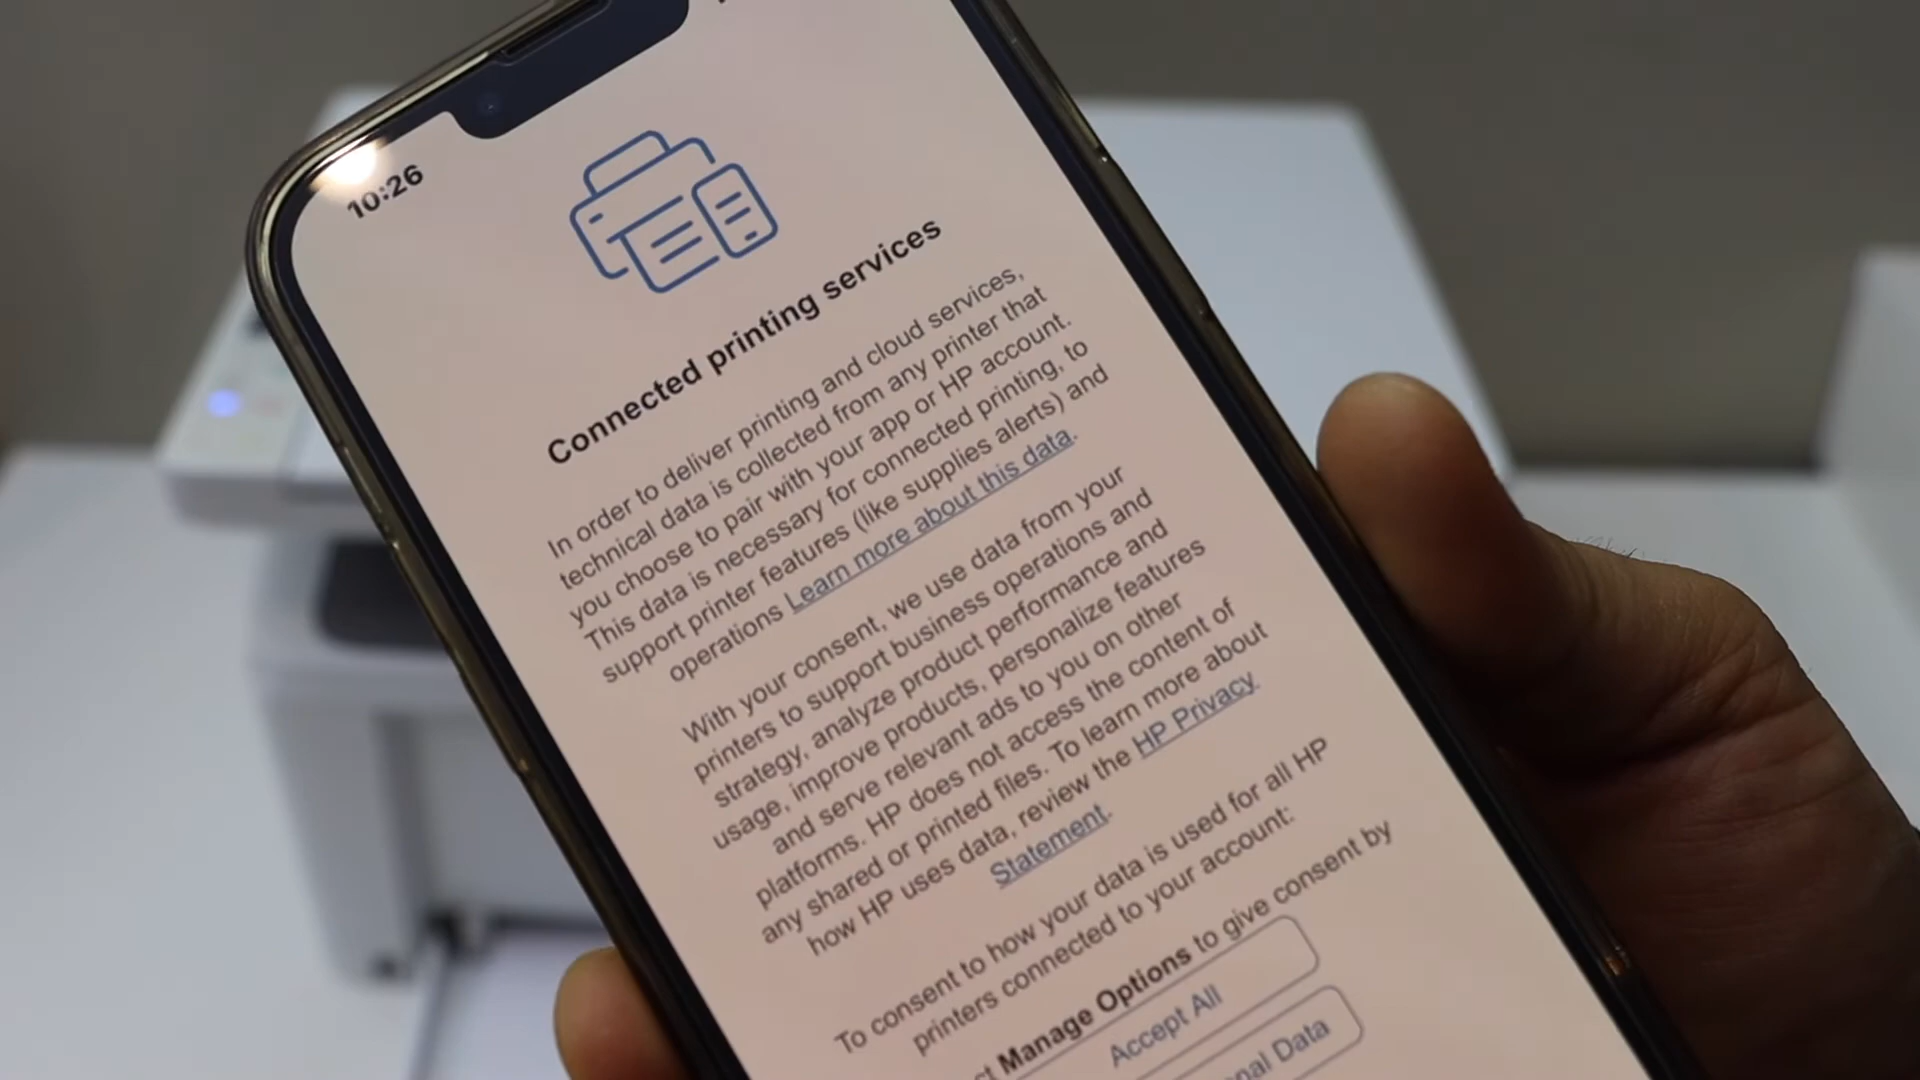 10:26
Connected printing services
In order to deliver printing and cloud services,
technical data is collected from any printer that
you choose to pair with your app or HP account.
This data is necessary for connected printing, to
support printer features (like supplies alerts) and
operations Learn more about this data.
With your consent, we use data from your
printers to support business operations and
strategy, analyze product performance and
usage, improve products, personalize features
and serve relevant ads to you on other
platforms. HP does not access the content of
any shared or printed files. To learn more about
how HP uses data, review the HP Privacy
Statement.
To consent to how your data is used for all HP
printers connected to your account:
Manage Options to give consent by
Accept All
Data